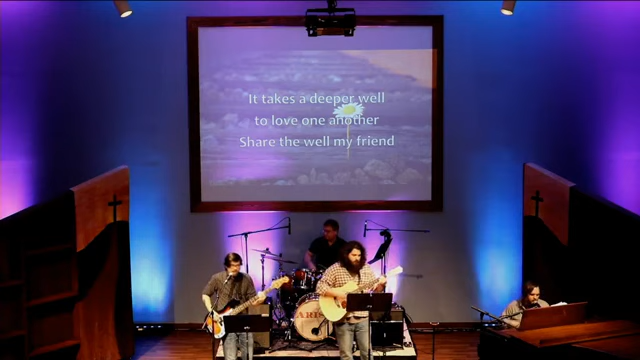 It takes a deeper well
to love one another
Share the well my friend